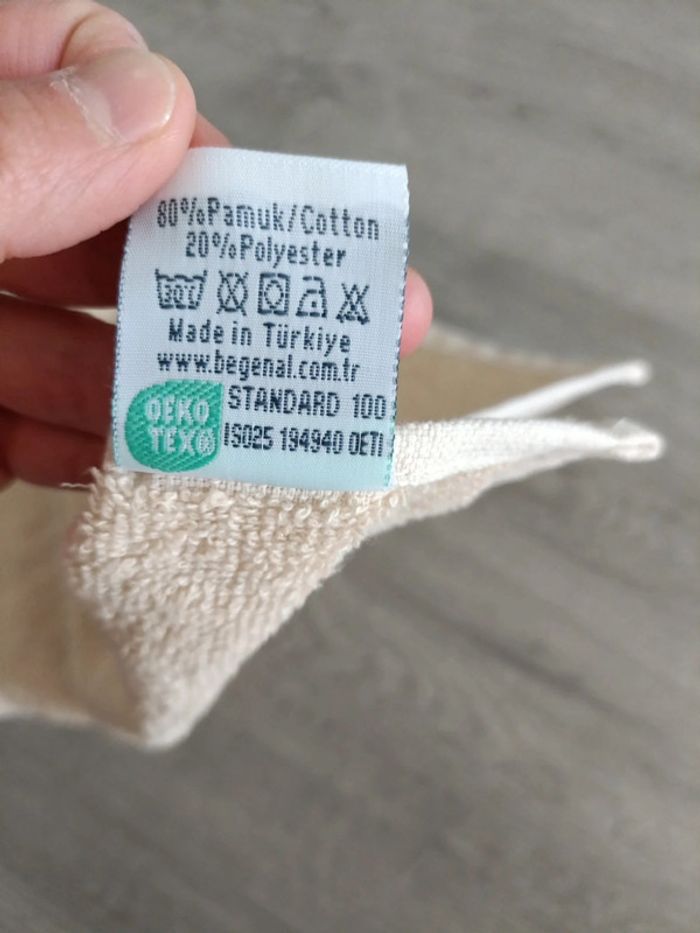 80%Pamuk/Cotton
20%Polyester
30°
Made in Türkiye
www.begenal.com.tr
OEKO
TEX®
STANDARD 100
IS025 194940 OETI